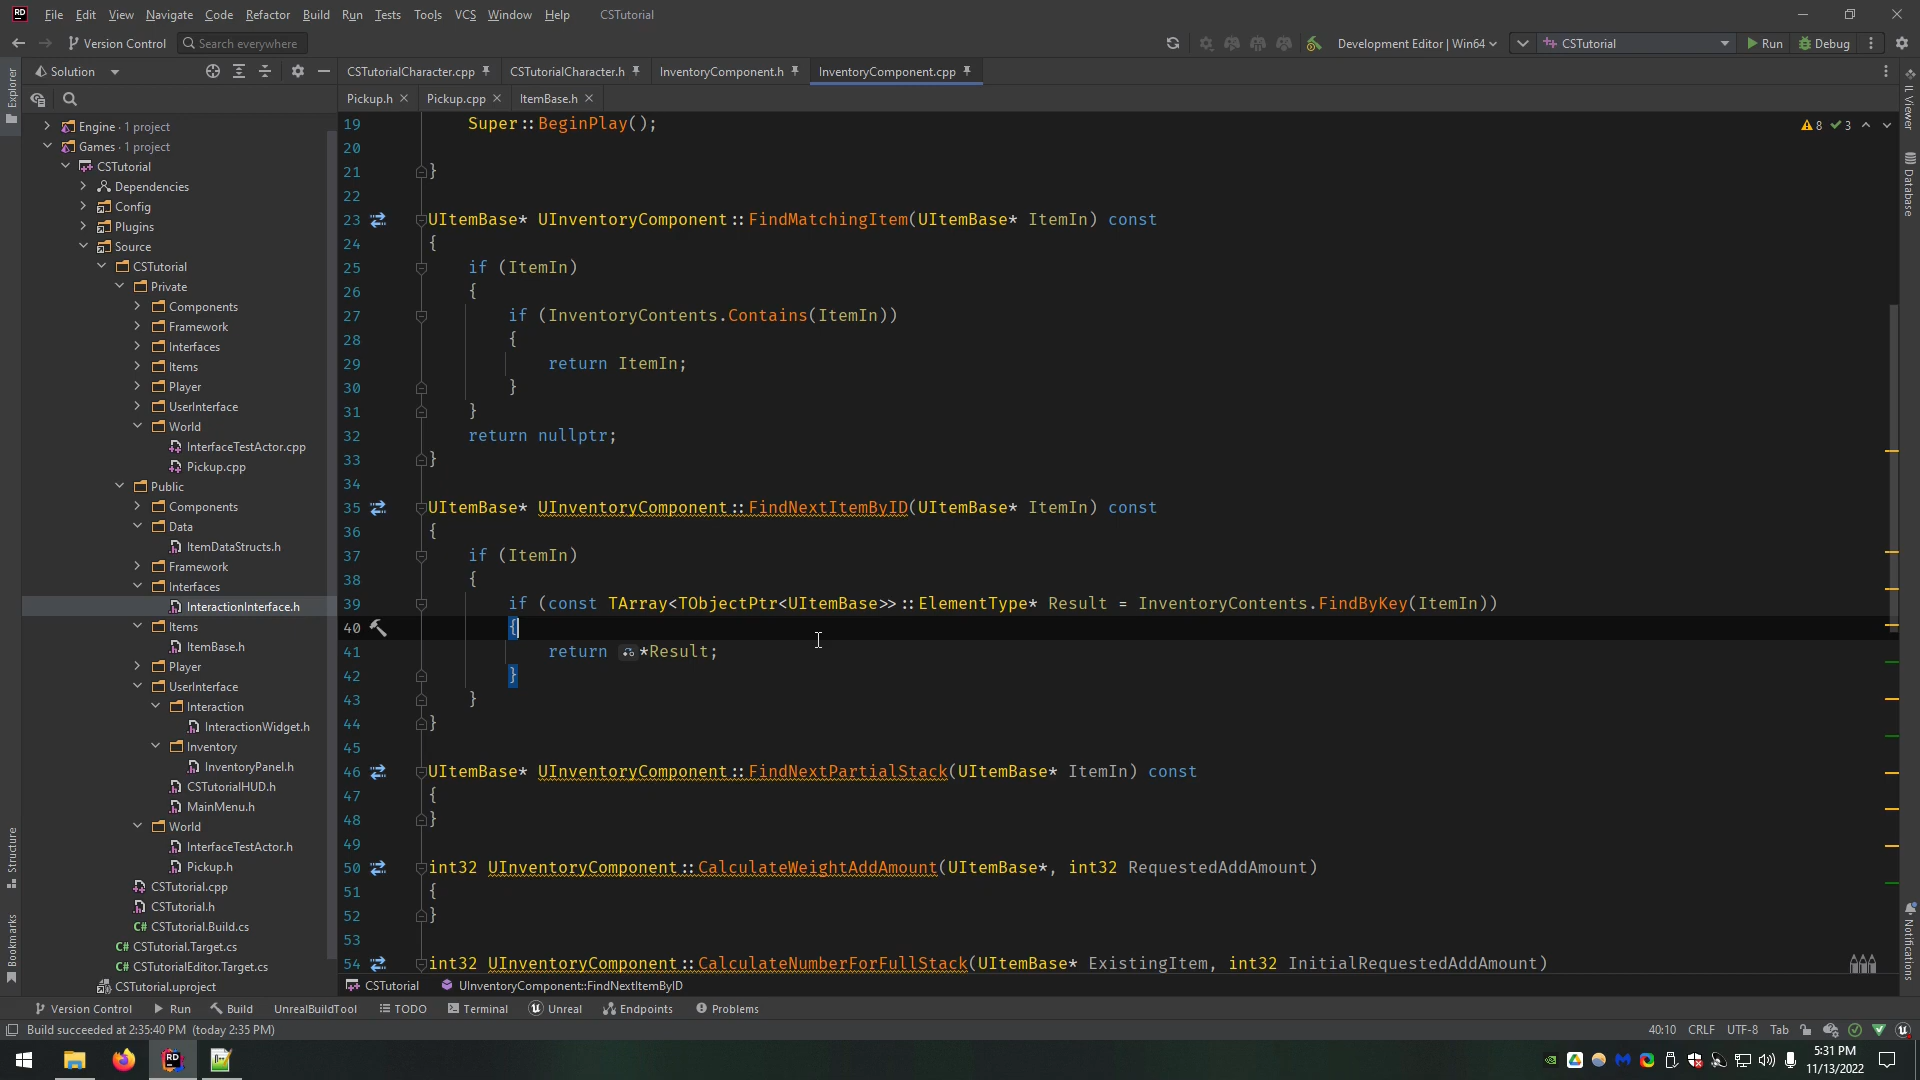 File Edit View Navigate Code Refactor Build Run Tests Tools VCS Window Help CSTutorial
Version Control Search everywhere Development Editor | Win64 CSTutorial Run Debug
Solution CSTutorialCharacter.cpp CSTutorialCharacter.h InventoryComponent.h InventoryComponent.cpp
Pickup.h Pickup.cpp ItemBase.h
Explorer
Structure
Bookmarks
IL Viewer
Database
Notifications
Engine · 1 project
Games · 1 project
CSTutorial
Dependencies
Config
Plugins
Source
CSTutorial
Private
Components
Framework
Interfaces
Items
Player
UserInterface
World
InterfaceTestActor.cpp
Pickup.cpp
Public
Components
Data
ItemDataStructs.h
Framework
Interfaces
InteractionInterface.h
Items
ItemBase.h
Player
UserInterface
Interaction
InteractionWidget.h
Inventory
InventoryPanel.h
CSTutorialHUD.h
MainMenu.h
World
InterfaceTestActor.h
Pickup.h
CSTutorial.cpp
CSTutorial.h
C# CSTutorial.Build.cs
C# CSTutorial.Target.cs
C# CSTutorialEditor.Target.cs
CSTutorial.uproject
8 3
19 Super::BeginPlay();
20
21 }
22
23 UItemBase* UInventoryComponent::FindMatchingItem(UItemBase* ItemIn) const
24 {
25 if (ItemIn)
26 {
27 if (InventoryContents.Contains(ItemIn))
28 {
29 return ItemIn;
30 }
31 }
32 return nullptr;
33 }
34
35 UItemBase* UInventoryComponent::FindNextItemByID(UItemBase* ItemIn) const
36 {
37 if (ItemIn)
38 {
39 if (const TArray<TObjectPtr<UItemBase>>::ElementType* Result = InventoryContents.FindByKey(ItemIn))
40 {
41 return *Result;
42 }
43 }
44 }
45
46 UItemBase* UInventoryComponent::FindNextPartialStack(UItemBase* ItemIn) const
47 {
48 }
49
50 int32 UInventoryComponent::CalculateWeightAddAmount(UItemBase*, int32 RequestedAddAmount)
51 {
52 }
53
54 int32 UInventoryComponent::CalculateNumberForFullStack(UItemBase* ExistingItem, int32 InitialRequestedAddAmount)
CSTutorial UInventoryComponent::FindNextItemByID
Version Control Run Build UnrealBuildTool TODO Terminal Unreal Endpoints Problems
Build succeeded at 2:35:40 PM (today 2:35 PM) 40:10 CRLF UTF-8 Tab
5:31 PM
11/13/2022